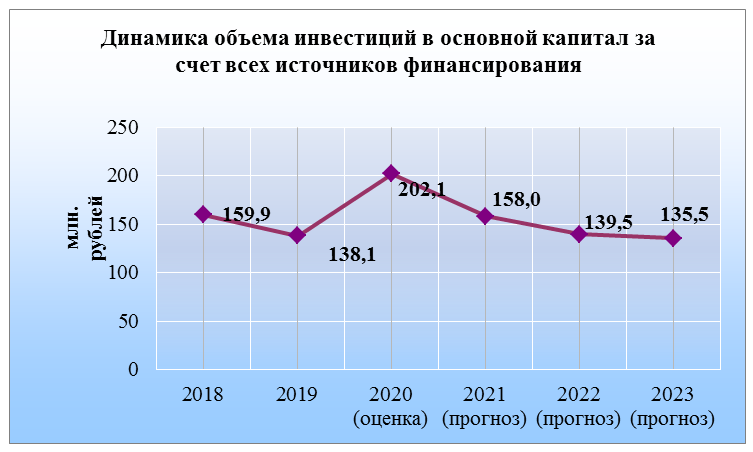 Динамика объема инвестиций в основной капитал за
счет всех источников финансирования
млн.
рублей
250
200
150
100
50
0
159,9
138,1
202,1
158,0
139,5
135,5
2018
2019
2020
(оценка)
2021
(прогноз)
2022
(прогноз)
2023
(прогноз)